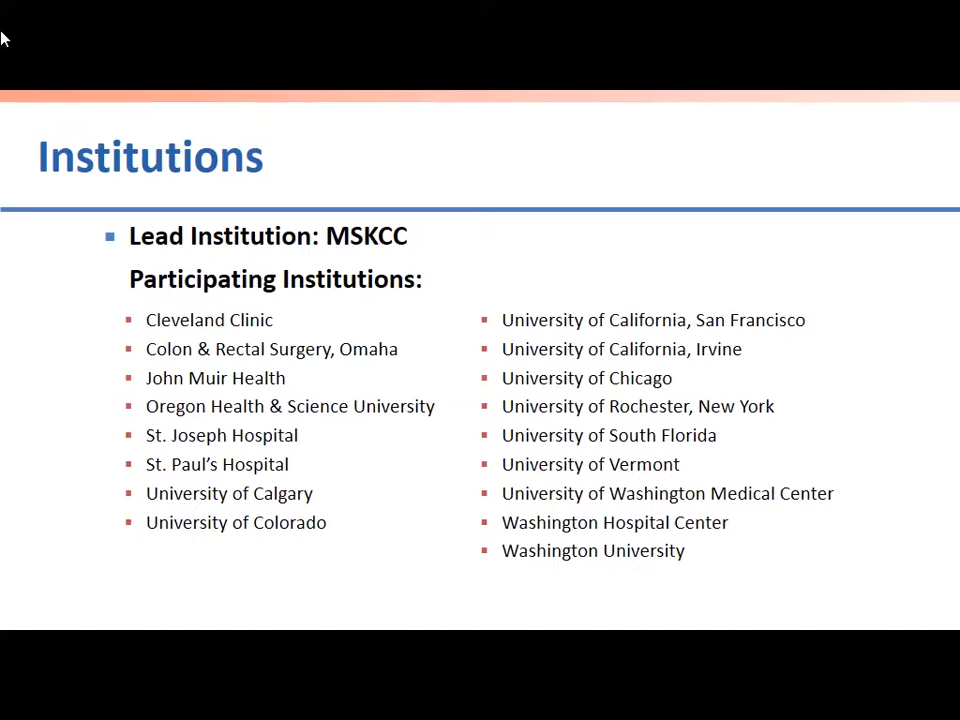 Institutions
Lead Institution: MSKCC
Participating Institutions:
Cleveland Clinic
Colon & Rectal Surgery, Omaha
John Muir Health
Oregon Health & Science University
St. Joseph Hospital
St. Paul's Hospital
University of Calgary
University of Colorado
University of California, San Francisco
University of California, Irvine
University of Chicago
University of Rochester, New York
University of South Florida
University of Vermont
University of Washington Medical Center
Washington Hospital Center
Washington University